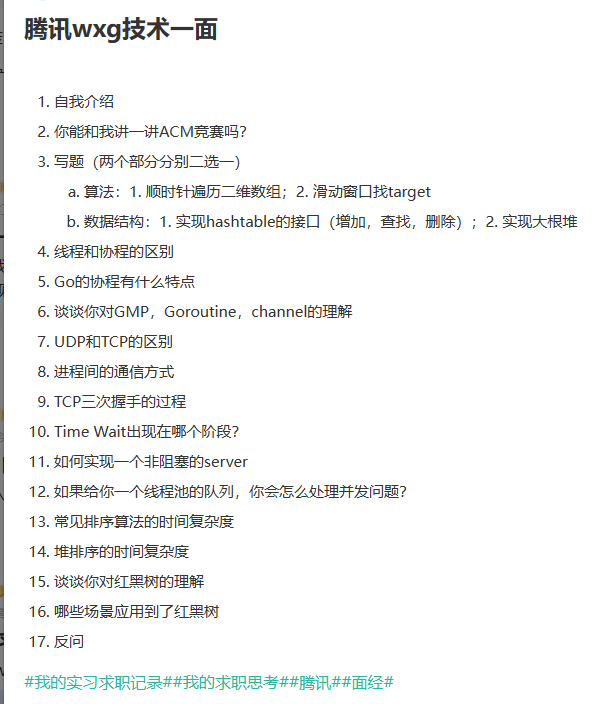 腾讯wxg技术一面
1. 自我介绍
2. 你能和我讲一讲ACM竞赛吗?
3. 写题（两个部分分别二选一）
a. 算法：1. 顺时针遍历二维数组；2. 滑动窗口找target
b. 数据结构：1. 实现hashtable的接口（增加，查找，删除）；2. 实现大根堆
4. 线程和协程的区别
5. Go的协程有什么特点
6. 谈谈你对GMP，Goroutine，channel的理解
7. UDP和TCP的区别
8. 进程间的通信方式
9. TCP三次握手的过程
10. Time Wait出现在哪个阶段?
11. 如何实现一个非阻塞的server
12. 如果给你一个线程池的队列，你会怎么处理并发问题?
13. 常见排序算法的时间复杂度
14. 堆排序的时间复杂度
15. 谈谈你对红黑树的理解
16. 哪些场景应用到了红黑树
17. 反问
#我的实习求职记录##我的求职思考##腾讯##面经#